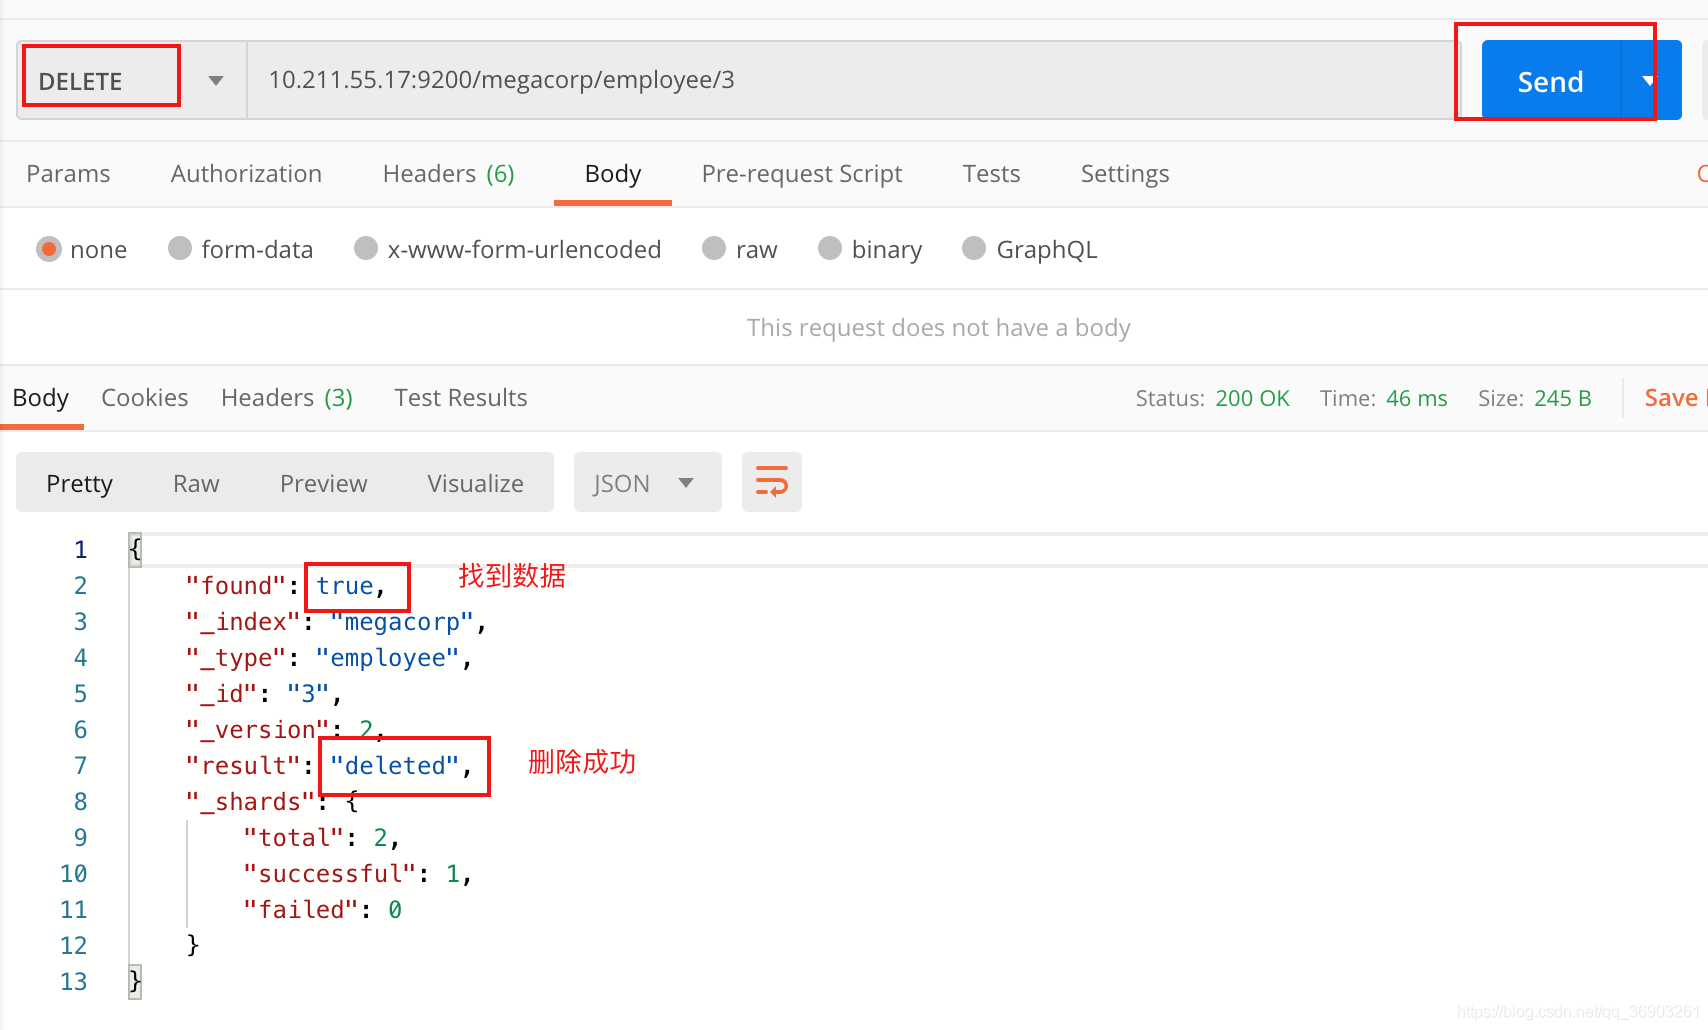 DELETE 10.211.55.17:9200/megacorp/employee/3 Send
Params Authorization Headers (6) Body Pre-request Script Tests Settings
none form-data x-www-form-urlencoded raw binary GraphQL
This request does not have a body
Body Cookies Headers (3) Test Results Status: 200 OK Time: 46 ms Size: 245 B Save
Pretty Raw Preview Visualize JSON
1 {
2 "found": true, 找到数据
3 "_index": "megacorp",
4 "_type": "employee",
5 "_id": "3",
6 "_version": 2,
7 "result": "deleted", 删除成功
8 "_shards": {
9 "total": 2,
10 "successful": 1,
11 "failed": 0
12 }
13 }
https://blog.csdn.net/qq_36903261